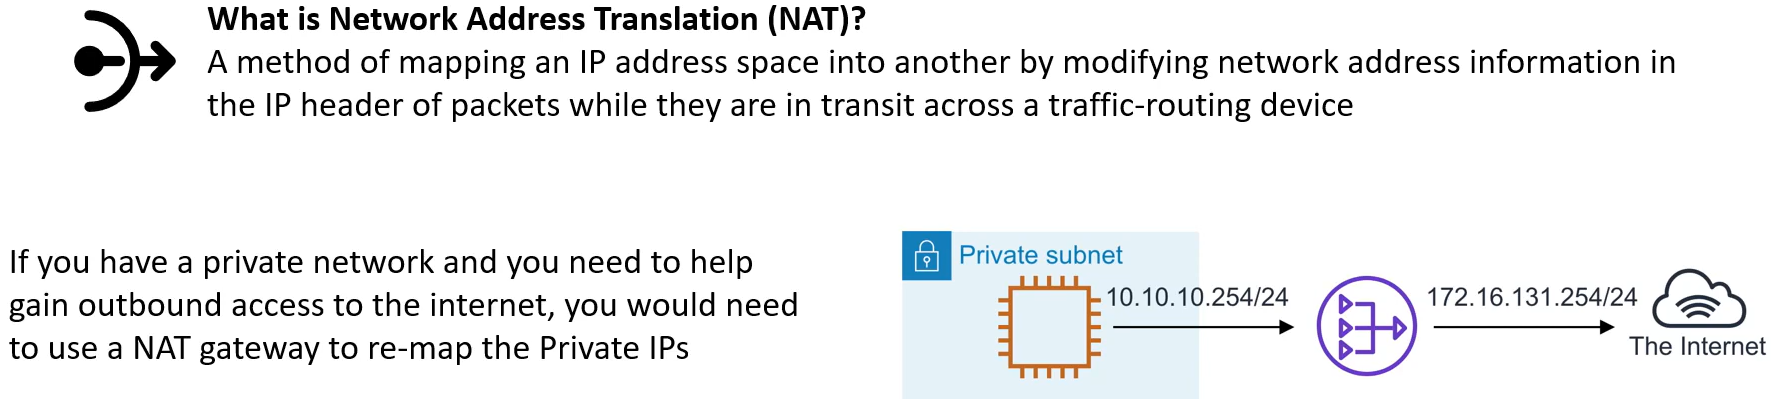 What is Network Address Translation (NAT)?
A method of mapping an IP address space into another by modifying network address information in
the IP header of packets while they are in transit across a traffic-routing device
If you have a private network and you need to help
gain outbound access to the internet, you would need
to use a NAT gateway to re-map the Private IPs
Private subnet
10.10.10.254/24
172.16.131.254/24
The Internet